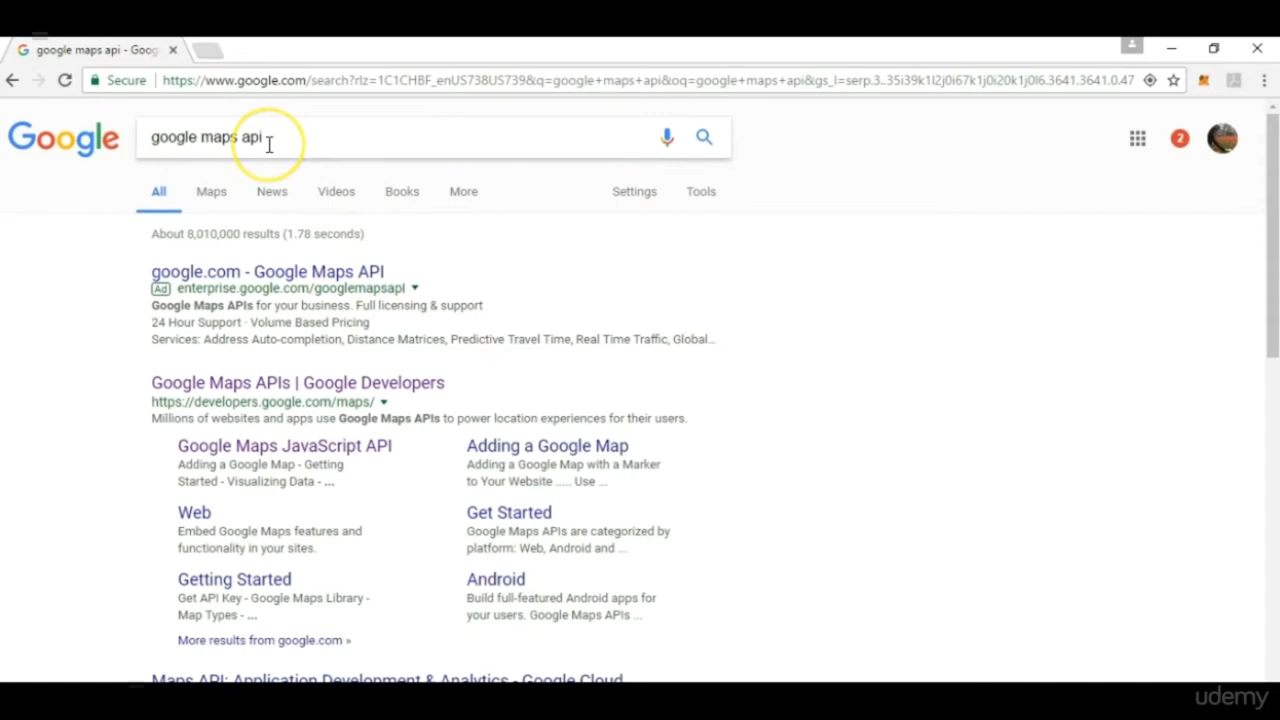 google maps api - Goog
Secure https://www.google.com/search?rlz=1C1CHBF_enUS738US739&q=google+maps+api&oq=google+maps+api&gs_l=serp.3..35i39k1l2j0i67k1j0i20k1j0l6.3641.3641.0.47
Google
google maps api
2
All Maps News Videos Books More Settings Tools
About 8,010,000 results (1.78 seconds)
google.com - Google Maps API
Ad enterprise.google.com/googlemapsapi
Google Maps APIs for your business. Full licensing & support
24 Hour Support · Volume Based Pricing
Services: Address Auto-completion, Distance Matrices, Predictive Travel Time, Real Time Traffic, Global...
Google Maps APIs | Google Developers
https://developers.google.com/maps/
Millions of websites and apps use Google Maps APIs to power location experiences for their users.
Google Maps JavaScript API
Adding a Google Map - Getting
Started - Visualizing Data - ...
Adding a Google Map
Adding a Google Map with a Marker
to Your Website ..... Use ...
Web
Embed Google Maps features and
functionality in your sites.
Get Started
Google Maps APIs are categorized by
platform: Web, Android and ...
Getting Started
Get API Key - Google Maps Library -
Map Types - ...
Android
Build full-featured Android apps for
your users. Google Maps APIs ...
More results from google.com »
Maps API: Application Development & Analytics - Google Cloud
udemy